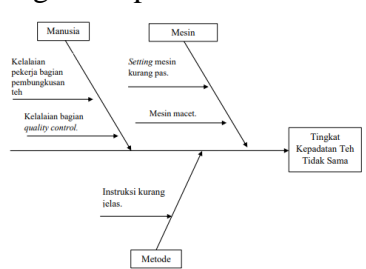 Manusia
Mesin
Kelalaian
pekerja bagian
pembungkusan
teh
Setting mesin
kurang pas.
Kelalaian bagian
quality control.
Mesin macet.
Tingkat
Kepadatan Teh
Tidak Sama
Instruksi kurang
jelas.
Metode